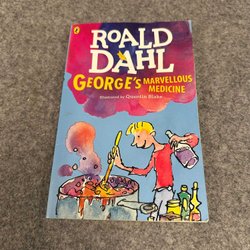 ROALD
DAHL
GEORGE'S MARVELLOUS
MEDICINE
Illustrated by Quentin Blake